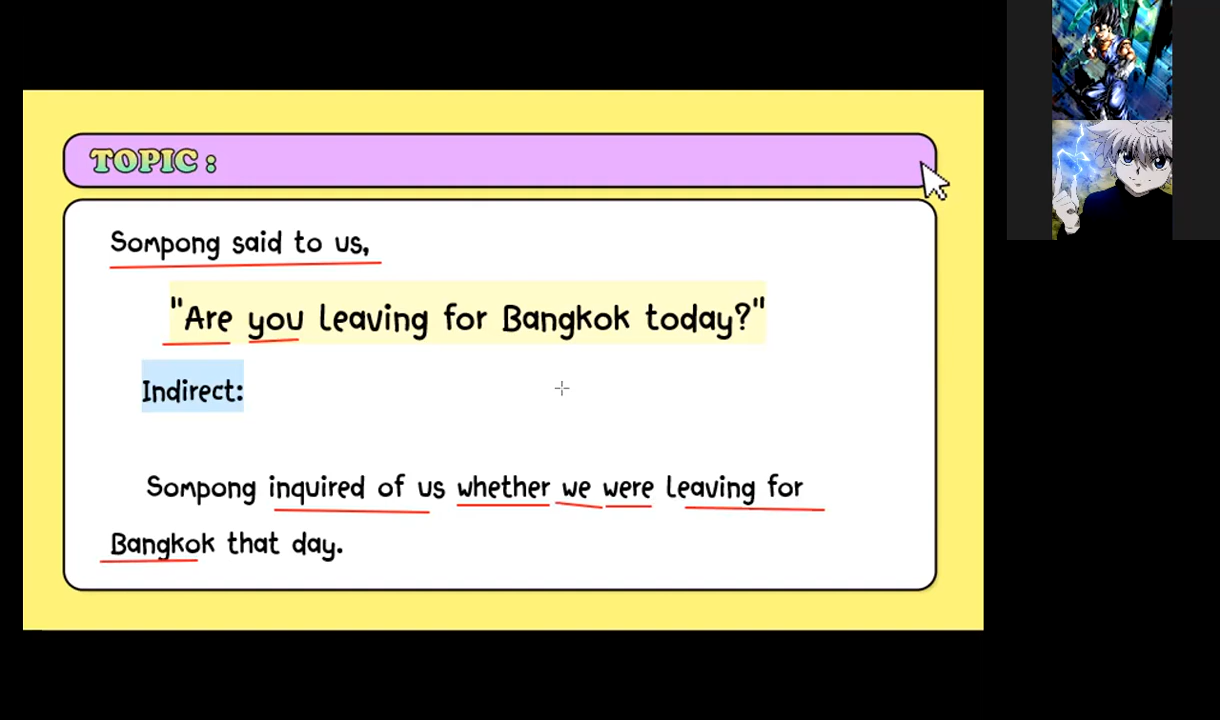 TOPIC :
Sompong said to us,
"Are you leaving for Bangkok today?"
Indirect:
Sompong inquired of us whether we were leaving for
Bangkok that day.